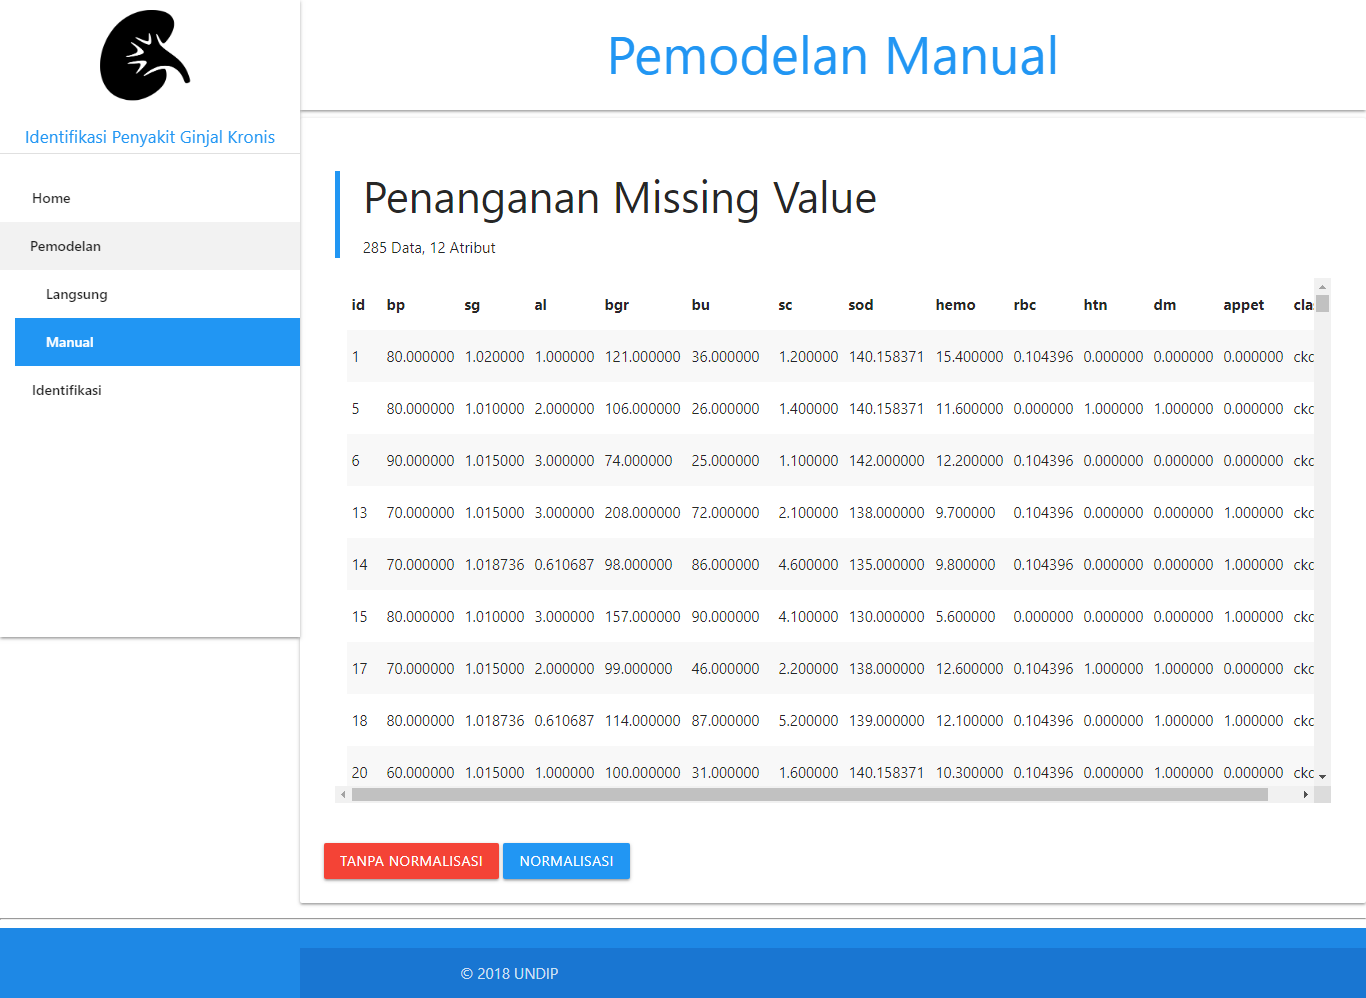 Pemodelan Manual
Identifikasi Penyakit Ginjal Kronis
Home
Pemodelan
Langsung
Manual
Identifikasi
Penanganan Missing Value
285 Data, 12 Atribut
id bp sg al bgr bu sc sod hemo rbc htn dm appet clas
1 80.000000 1.020000 1.000000 121.000000 36.000000 1.200000 140.158371 15.400000 0.104396 0.000000 0.000000 0.000000 ckd
5 80.000000 1.010000 2.000000 106.000000 26.000000 1.400000 140.158371 11.600000 0.000000 1.000000 1.000000 0.000000 ckd
6 90.000000 1.015000 3.000000 74.000000 25.000000 1.100000 142.000000 12.200000 0.104396 0.000000 0.000000 0.000000 ckd
13 70.000000 1.015000 3.000000 208.000000 72.000000 2.100000 138.000000 9.700000 0.104396 0.000000 0.000000 1.000000 ckd
14 70.000000 1.018736 0.610687 98.000000 86.000000 4.600000 135.000000 9.800000 0.104396 0.000000 0.000000 1.000000 ckd
15 80.000000 1.010000 3.000000 157.000000 90.000000 4.100000 130.000000 5.600000 0.000000 0.000000 0.000000 1.000000 ckd
17 70.000000 1.015000 2.000000 99.000000 46.000000 2.200000 138.000000 12.600000 0.104396 1.000000 1.000000 0.000000 ckd
18 80.000000 1.018736 0.610687 114.000000 87.000000 5.200000 139.000000 12.100000 0.104396 0.000000 1.000000 1.000000 ckd
20 60.000000 1.015000 1.000000 100.000000 31.000000 1.600000 140.158371 10.300000 0.104396 0.000000 1.000000 0.000000 ckd
TANPA NORMALISASI NORMALISASI
© 2018 UNDIP